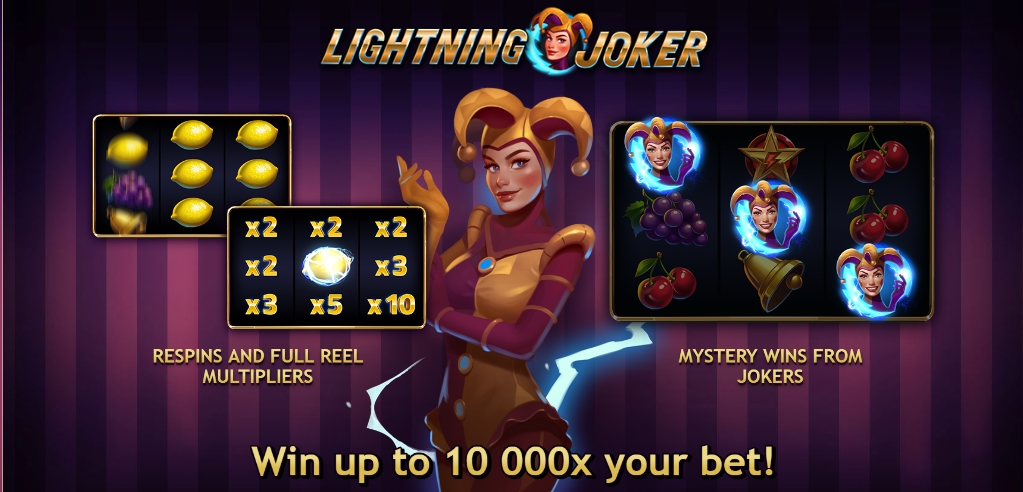 LIGHTNING JOKER
x2 x2 x2
x2 x3
x3 x5 x10
RESPINS AND FULL REEL
MULTIPLIERS
MYSTERY WINS FROM
JOKERS
Win up to 10 000x your bet!